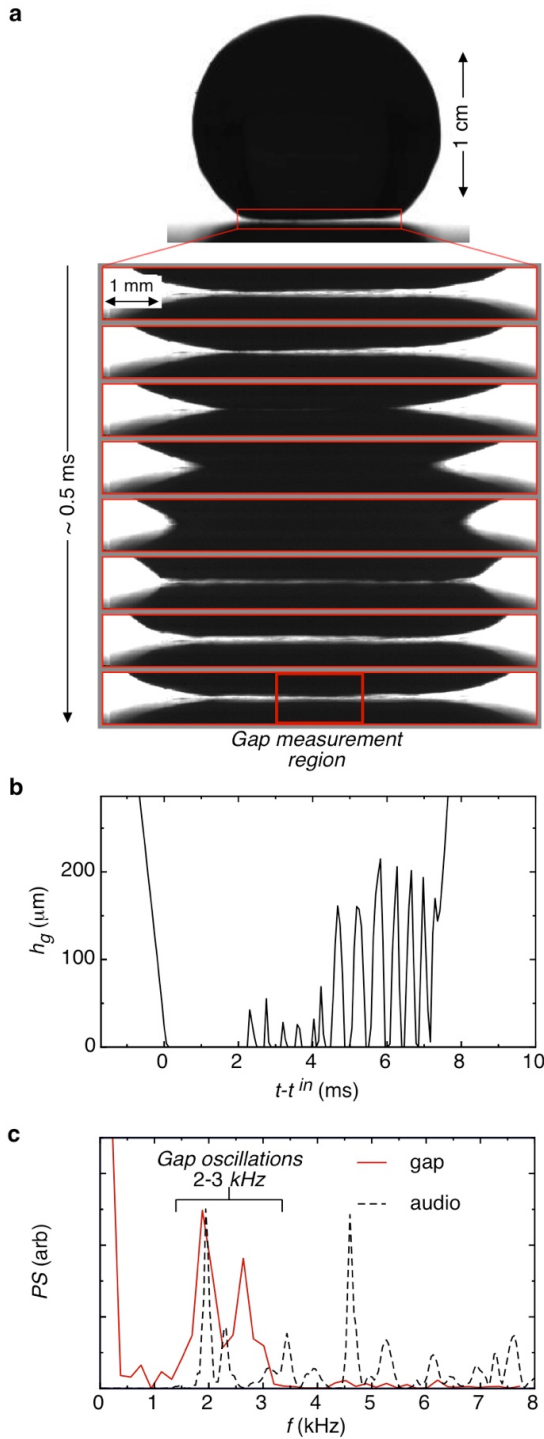 a
1 cm
1 mm
~ 0.5 ms
Gap measurement
region
b
200
100
0
h_g (μm)
0 2 4 6 8 10
t-t^in (ms)
c
Gap oscillations
2-3 kHz
gap
audio
PS (arb)
0 1 2 3 4 5 6 7 8
f (kHz)